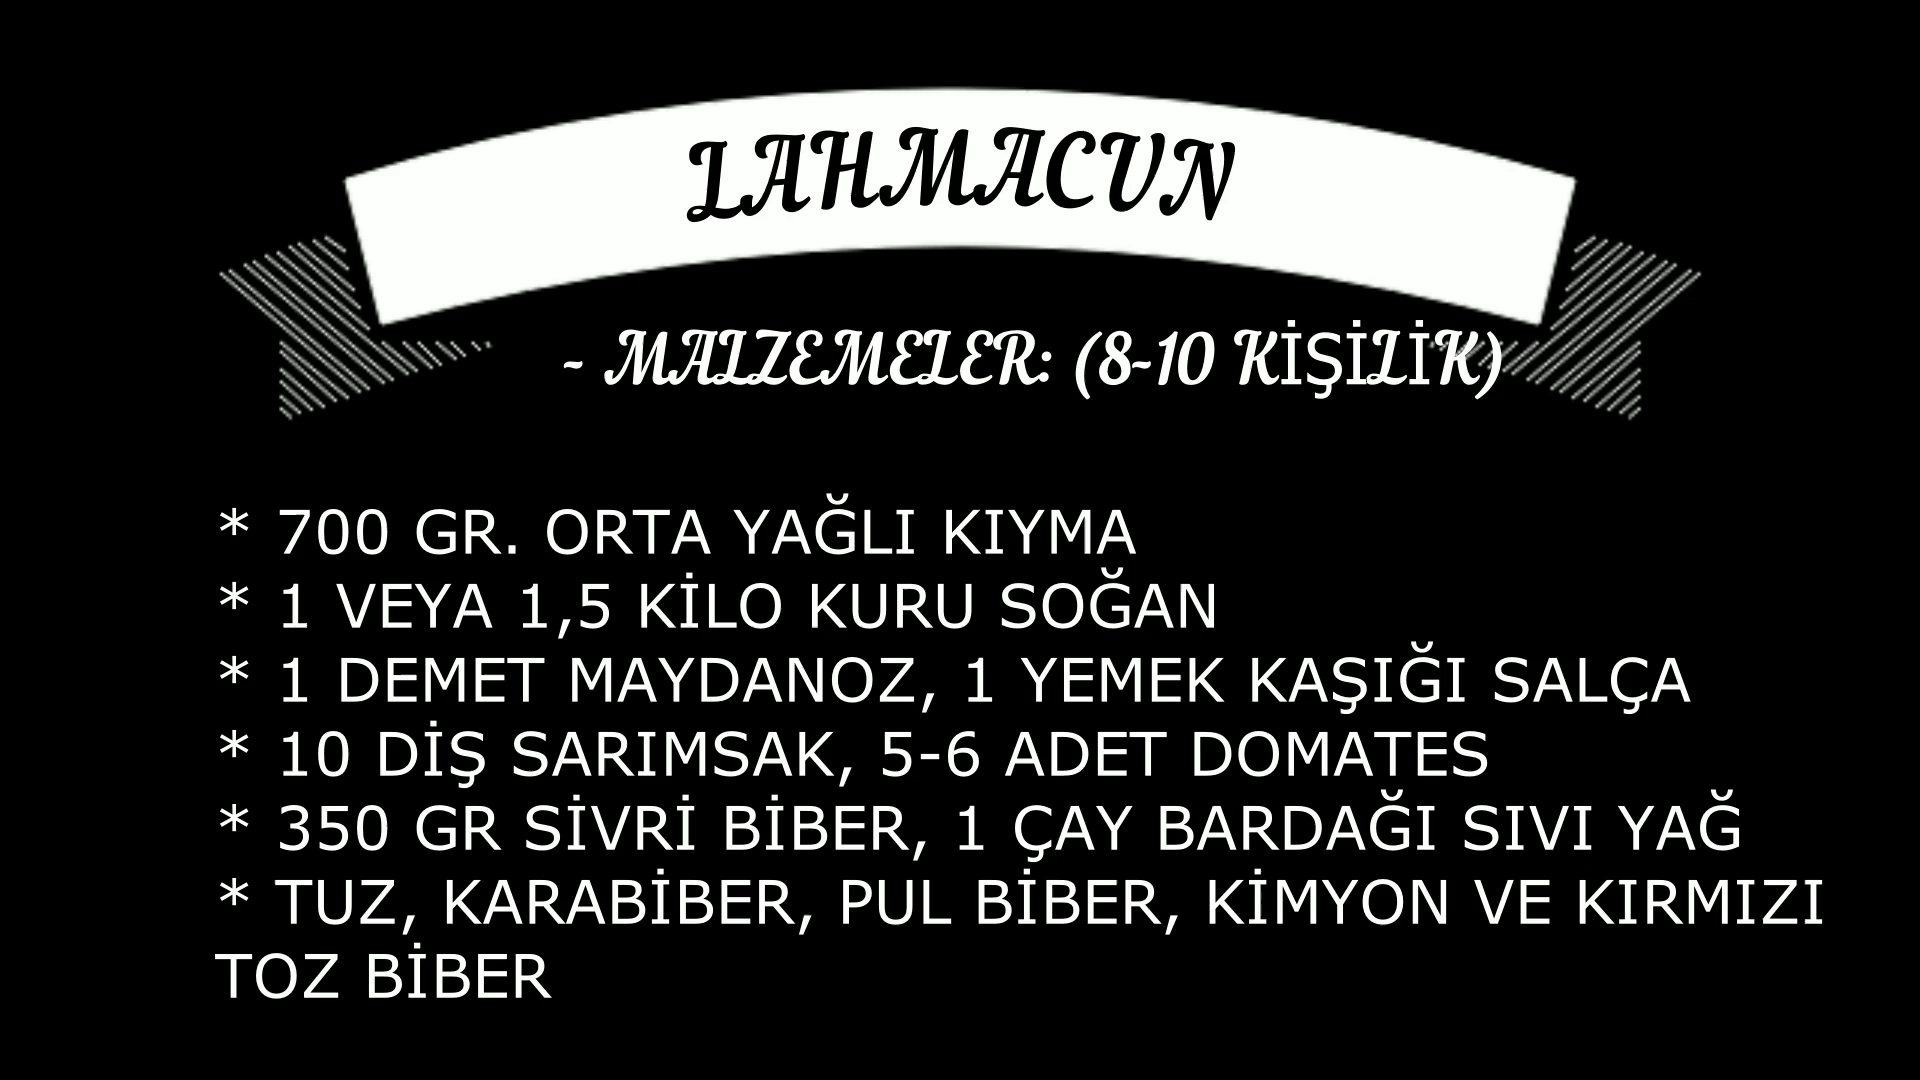 LAHMACUN
- MALZEMELER: (8-10 KİŞİLİK)
* 700 GR. ORTA YAĞLI KIYMA
* 1 VEYA 1,5 KİLO KURU SOĞAN
* 1 DEMET MAYDANOZ, 1 YEMEK KAŞIĞI SALÇA
* 10 DİŞ SARIMSAK, 5-6 ADET DOMATES
* 350 GR SİVRİ BİBER, 1 ÇAY BARDAĞI SIVI YAĞ
* TUZ, KARABİBER, PUL BİBER, KİMYON VE KIRMIZI
TOZ BİBER